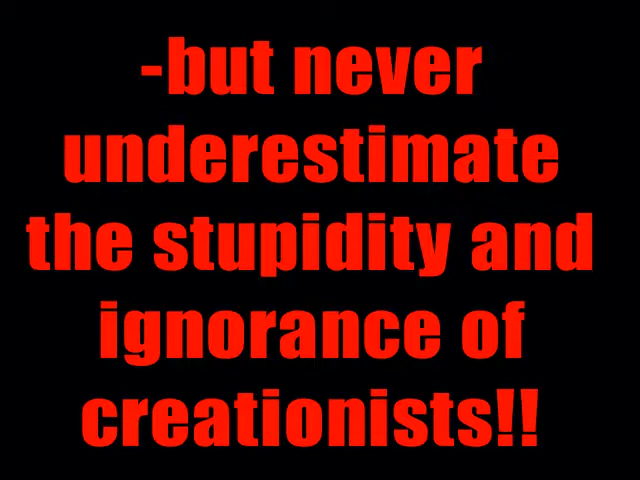 -but never
underestimate
the stupidity and
ignorance of
creationists!!